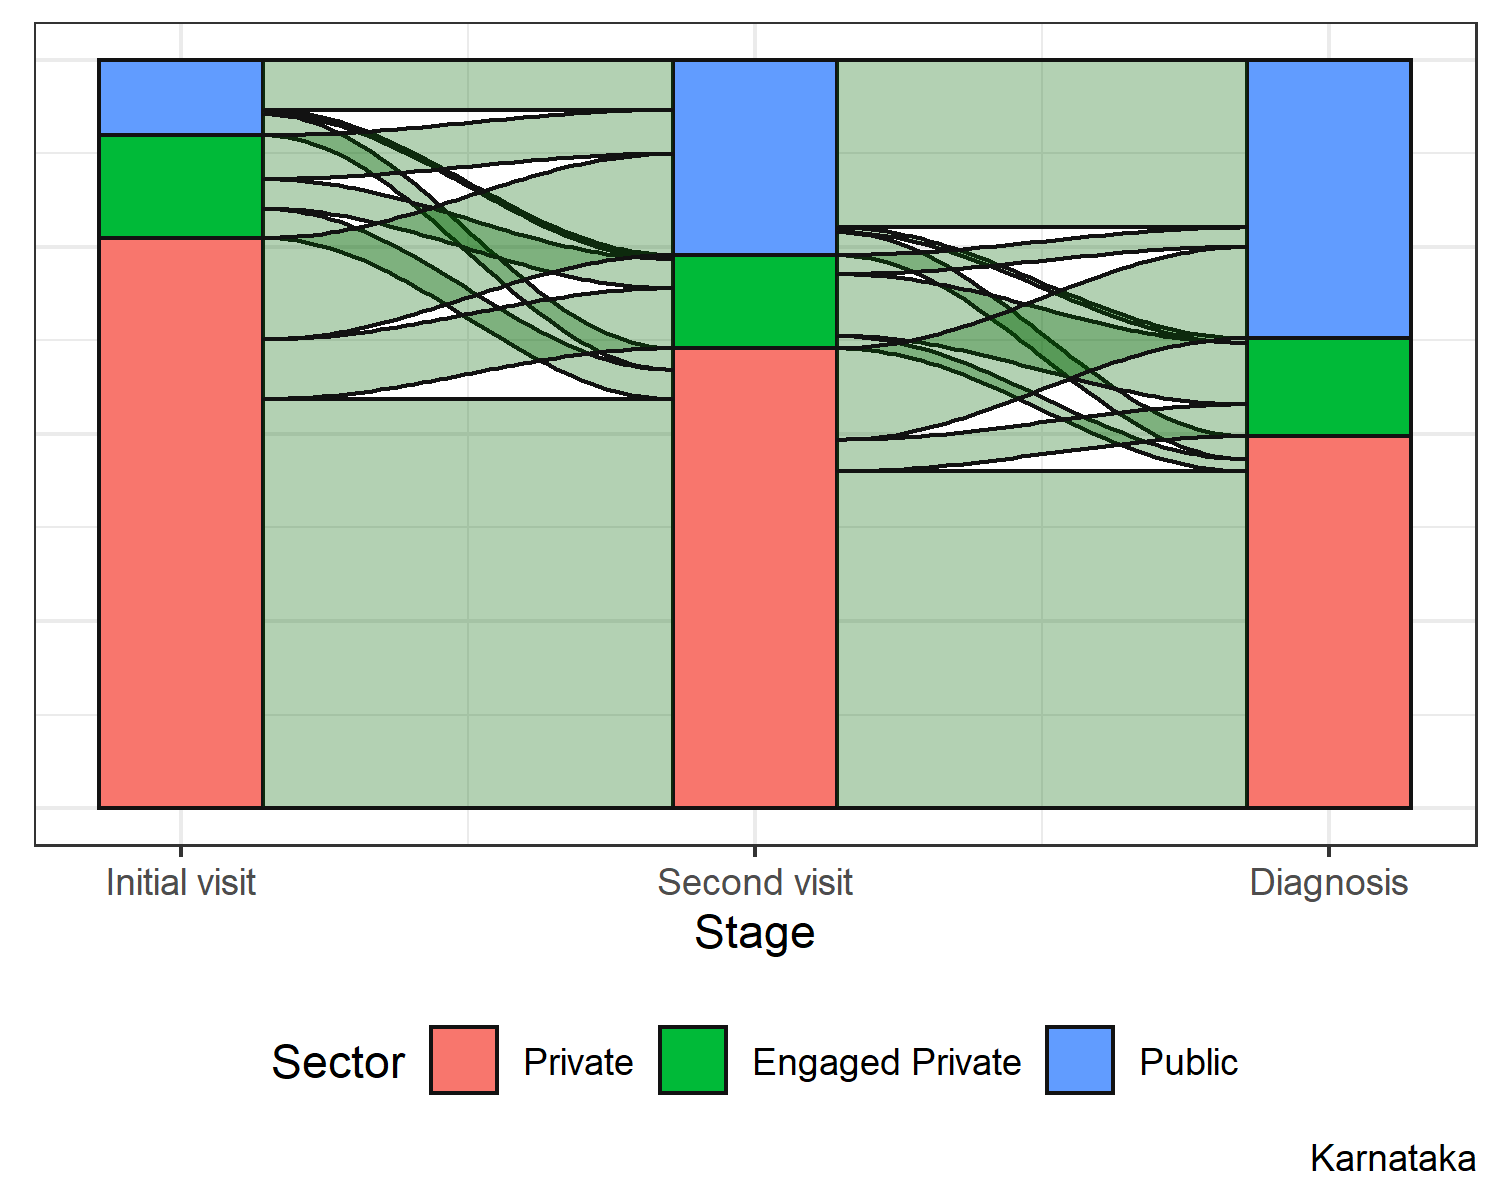 Initial visit Second visit Diagnosis
Stage
Sector Private Engaged Private Public
Karnataka